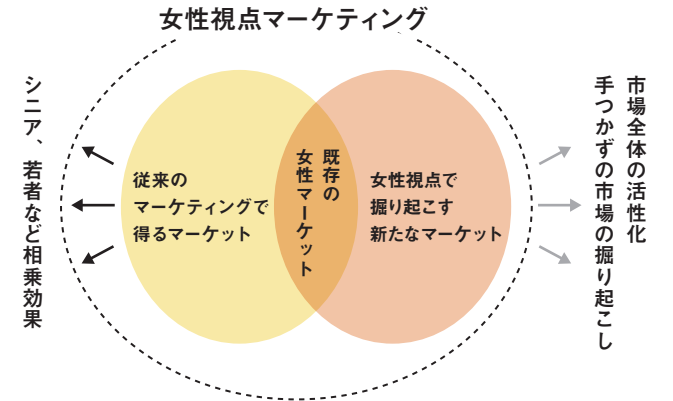 女性視点マーケティング
シニア、若者など相乗効果
従来の
マーケティングで
得るマーケット
既存の
女性マーケット
女性視点で
掘り起こす
新たなマーケット
市場全体の活性化
手つかずの市場の掘り起こし